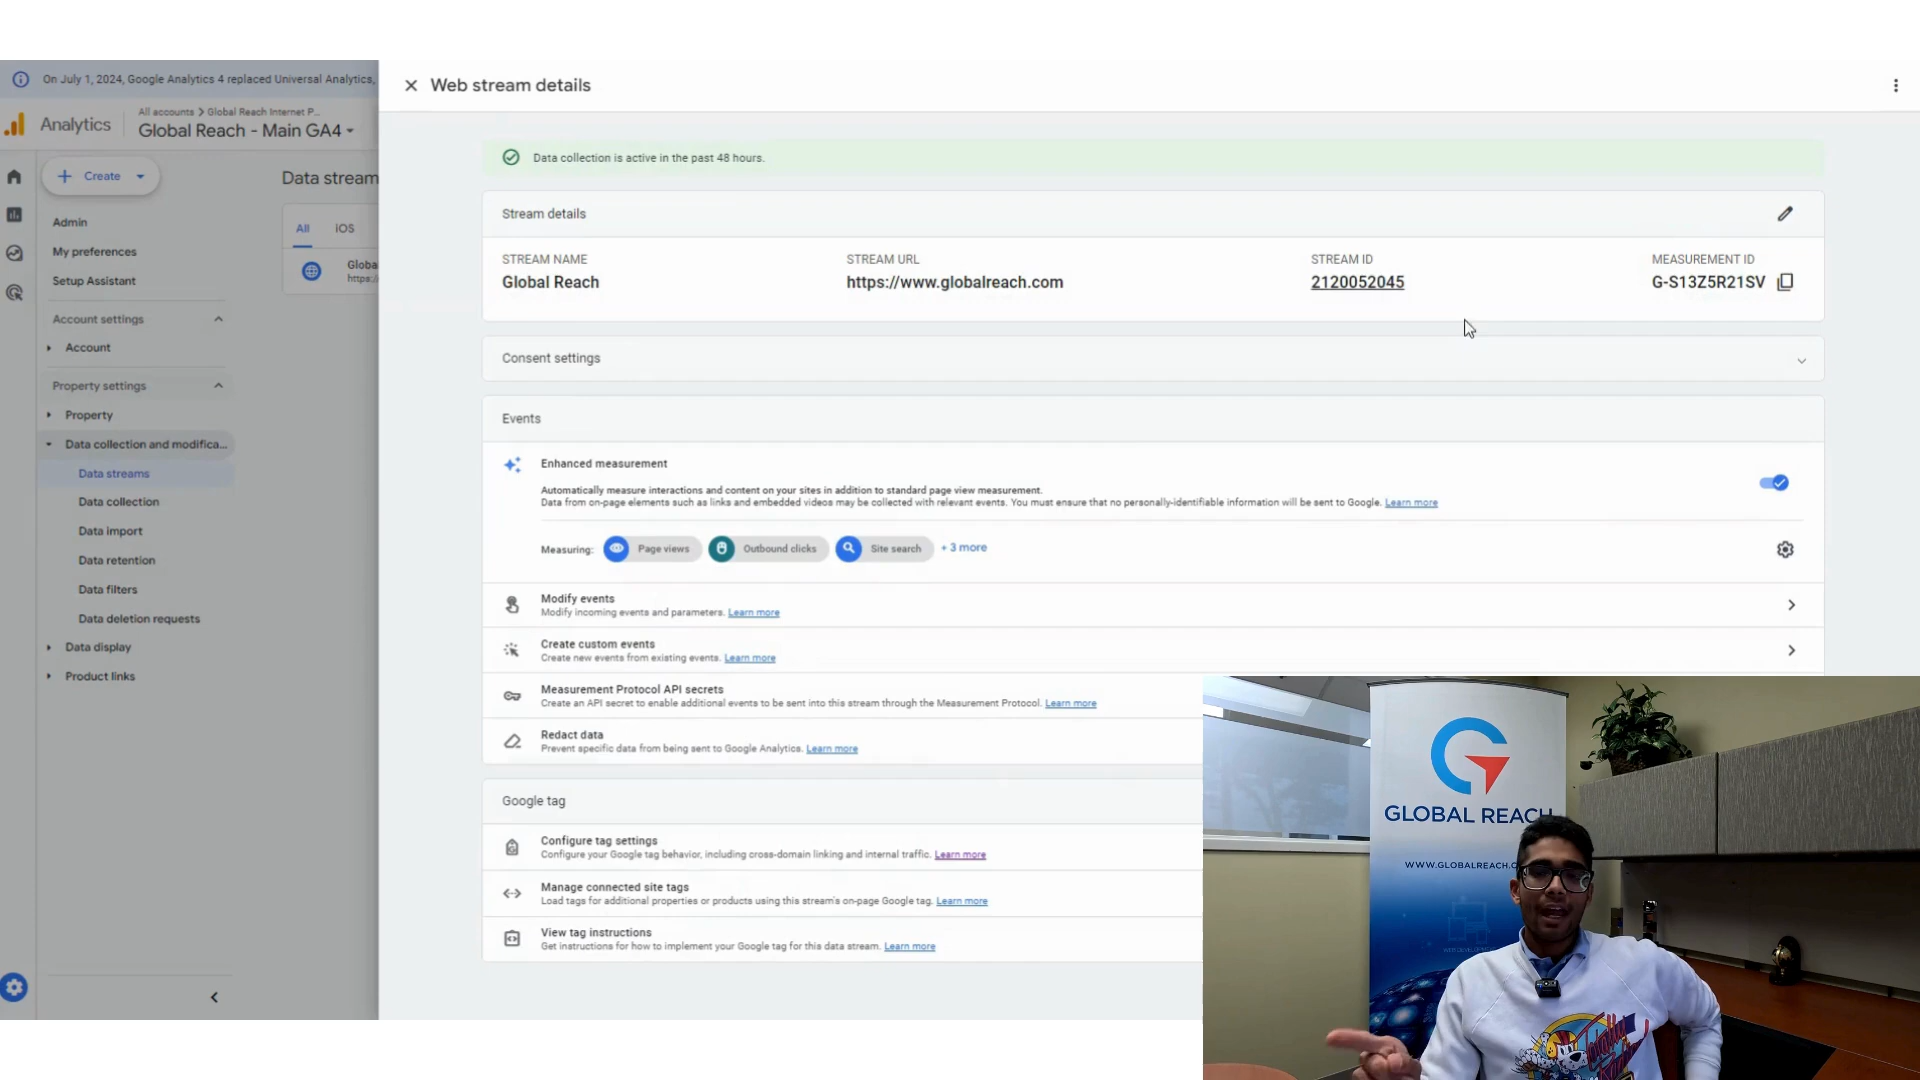 On July 1, 2024, Google Analytics 4 replaced Universal Analytics,
Analytics
All accounts > Global Reach Internet P...
Global Reach - Main GA4
Create
Admin
My preferences
Setup Assistant
Account settings
Account
Property settings
Property
Data collection and modifica...
Data streams
Data collection
Data import
Data retention
Data filters
Data deletion requests
Data display
Product links
Data stream
All iOS
Globa
https:/
Web stream details
Data collection is active in the past 48 hours.
Stream details
STREAM NAME
Global Reach
STREAM URL
https://www.globalreach.com
STREAM ID
2120052045
MEASUREMENT ID
G-S13Z5R21SV
Consent settings
Events
Enhanced measurement
Automatically measure interactions and content on your sites in addition to standard page view measurement.
Data from on-page elements such as links and embedded videos may be collected with relevant events. You must ensure that no personally-identifiable information will be sent to Google. Learn more
Measuring: Page views Outbound clicks Site search + 3 more
Modify events
Modify incoming events and parameters. Learn more
Create custom events
Create new events from existing events. Learn more
Measurement Protocol API secrets
Create an API secret to enable additional events to be sent into this stream through the Measurement Protocol. Learn more
Redact data
Prevent specific data from being sent to Google Analytics. Learn more
Google tag
Configure tag settings
Configure your Google tag behavior, including cross-domain linking and internal traffic. Learn more
Manage connected site tags
Load tags for additional properties or products using this stream's on-page Google tag. Learn more
View tag instructions
Get instructions for how to implement your Google tag for this data stream. Learn more
GLOBAL REACH
WWW.GLOBALREACH.C